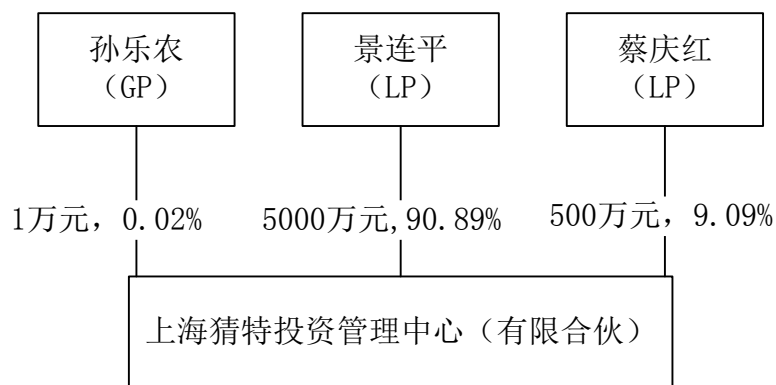 孙乐农
（GP）
景连平
（LP）
蔡庆红
（LP）
1万元，0.02%
5000万元,90.89%
500万元，9.09%
上海猜特投资管理中心（有限合伙）